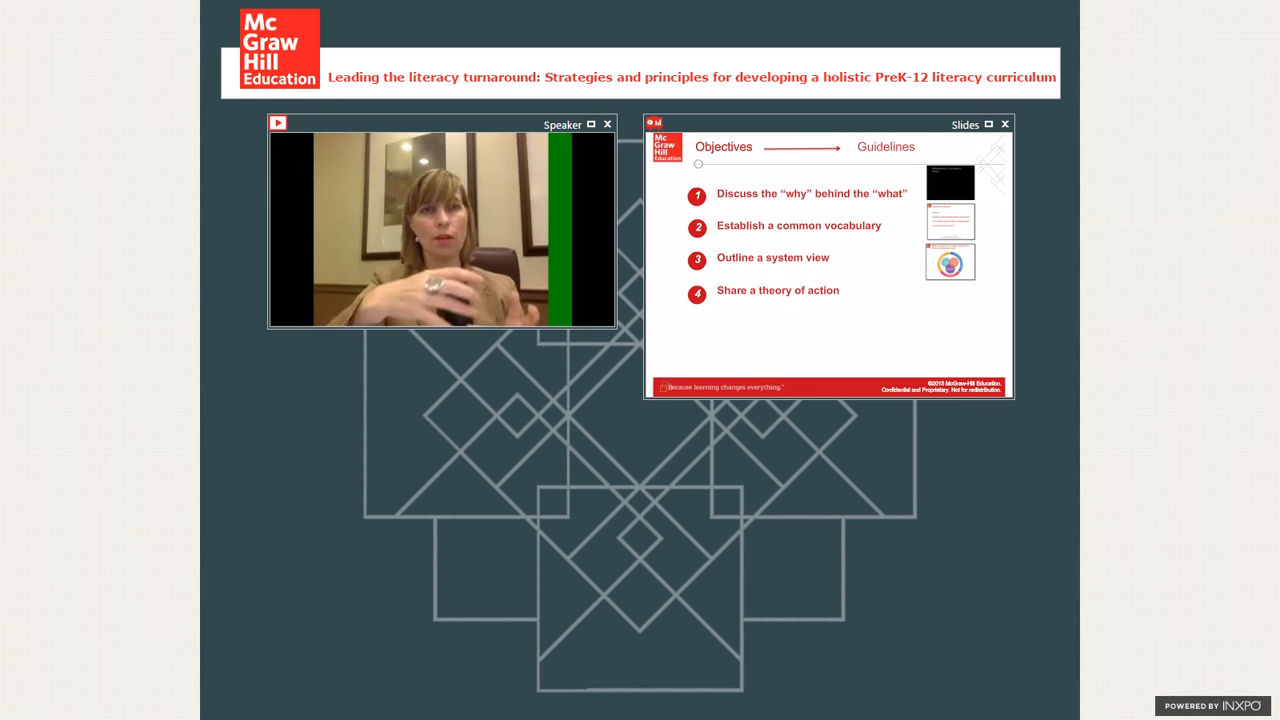 Mc
Graw
Hill
Education
Leading the literacy turnaround: Strategies and principles for developing a holistic PreK-12 literacy curriculum
Speaker
Slides
Mc
Graw
Hill
Education
Objectives
Guidelines
1 Discuss the “why” behind the “what”
2 Establish a common vocabulary
3 Outline a system view
4 Share a theory of action
Because learning changes everything.™
©2015 McGraw-Hill Education.
Confidential and Proprietary. Not for redistribution.
POWERED BY INXPO